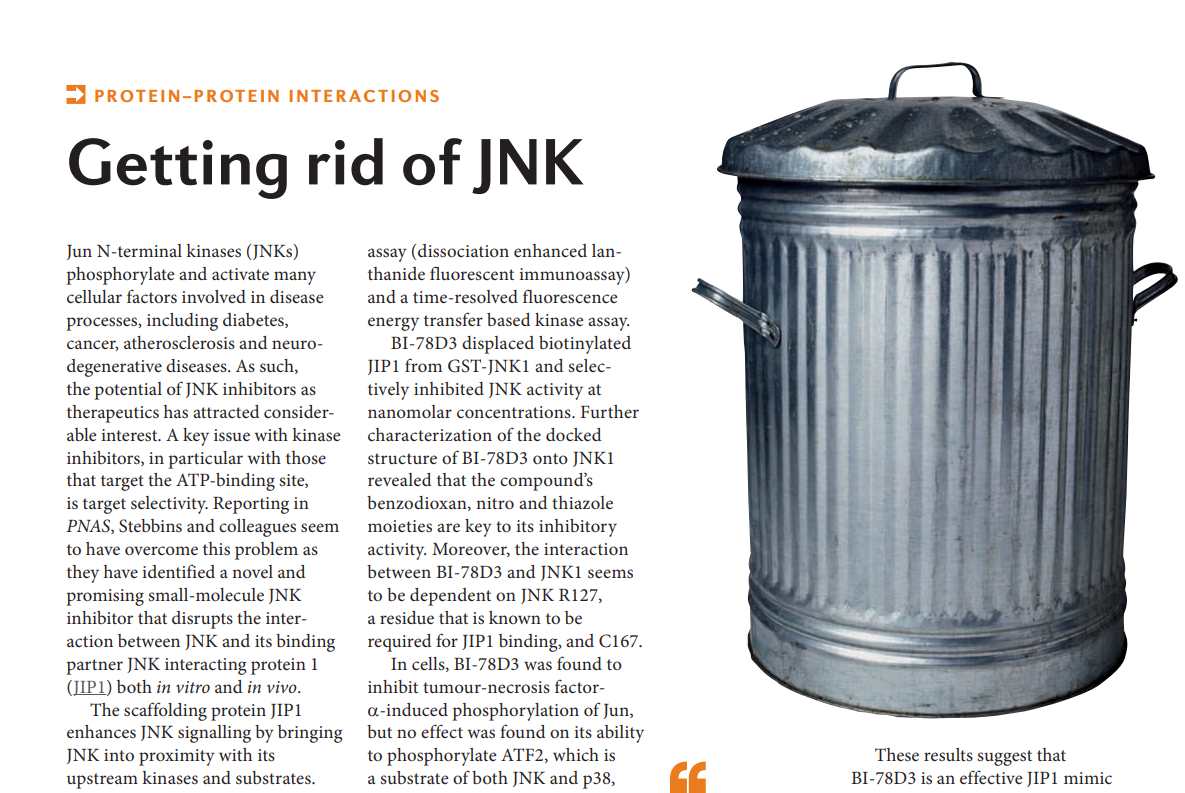 PROTEIN–PROTEIN INTERACTIONS
Getting rid of JNK
Jun N-terminal kinases (JNKs)
phosphorylate and activate many
cellular factors involved in disease
processes, including diabetes,
cancer, atherosclerosis and neuro-
degenerative diseases. As such,
the potential of JNK inhibitors as
therapeutics has attracted consider-
able interest. A key issue with kinase
inhibitors, in particular with those
that target the ATP-binding site,
is target selectivity. Reporting in
PNAS, Stebbins and colleagues seem
to have overcome this problem as
they have identified a novel and
promising small-molecule JNK
inhibitor that disrupts the inter-
action between JNK and its binding
partner JNK interacting protein 1
(JIP1) both in vitro and in vivo.
The scaffolding protein JIP1
enhances JNK signalling by bringing
JNK into proximity with its
upstream kinases and substrates.
assay (dissociation enhanced lan-
thanide fluorescent immunoassay)
and a time-resolved fluorescence
energy transfer based kinase assay.
BI-78D3 displaced biotinylated
JIP1 from GST-JNK1 and selec-
tively inhibited JNK activity at
nanomolar concentrations. Further
characterization of the docked
structure of BI-78D3 onto JNK1
revealed that the compound's
benzodioxan, nitro and thiazole
moieties are key to its inhibitory
activity. Moreover, the interaction
between BI-78D3 and JNK1 seems
to be dependent on JNK R127,
a residue that is known to be
required for JIP1 binding, and C167.
In cells, BI-78D3 was found to
inhibit tumour-necrosis factor-
α-induced phosphorylation of Jun,
but no effect was found on its ability
to phosphorylate ATF2, which is
a substrate of both JNK and p38,
“
These results suggest that
BI-78D3 is an effective JIP1 mimic